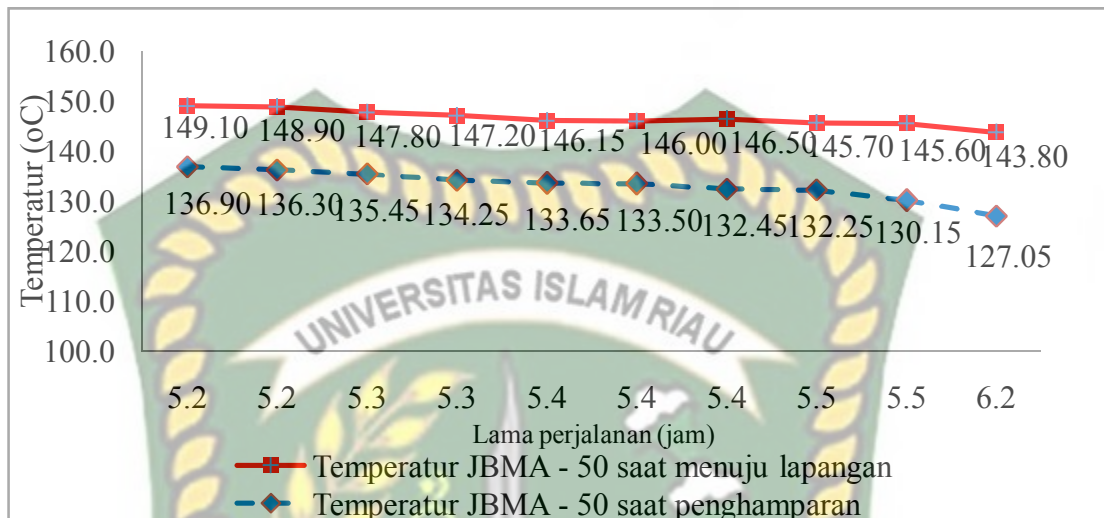 160.0
150.0
140.0
130.0
120.0
110.0
100.0
Temperatur (oC)
149.10 148.90 147.80 147.20 146.15 146.00 146.50 145.70 145.60 143.80
136.90 136.30 135.45 134.25 133.65 133.50 132.45 132.25 130.15 127.05
UNIVERSITAS ISLAM RIAU
5.2 5.2 5.3 5.3 5.4 5.4 5.4 5.5 5.5 6.2
Lama perjalanan (jam)
Temperatur JBMA - 50 saat menuju lapangan
Temperatur JBMA - 50 saat penghamparan